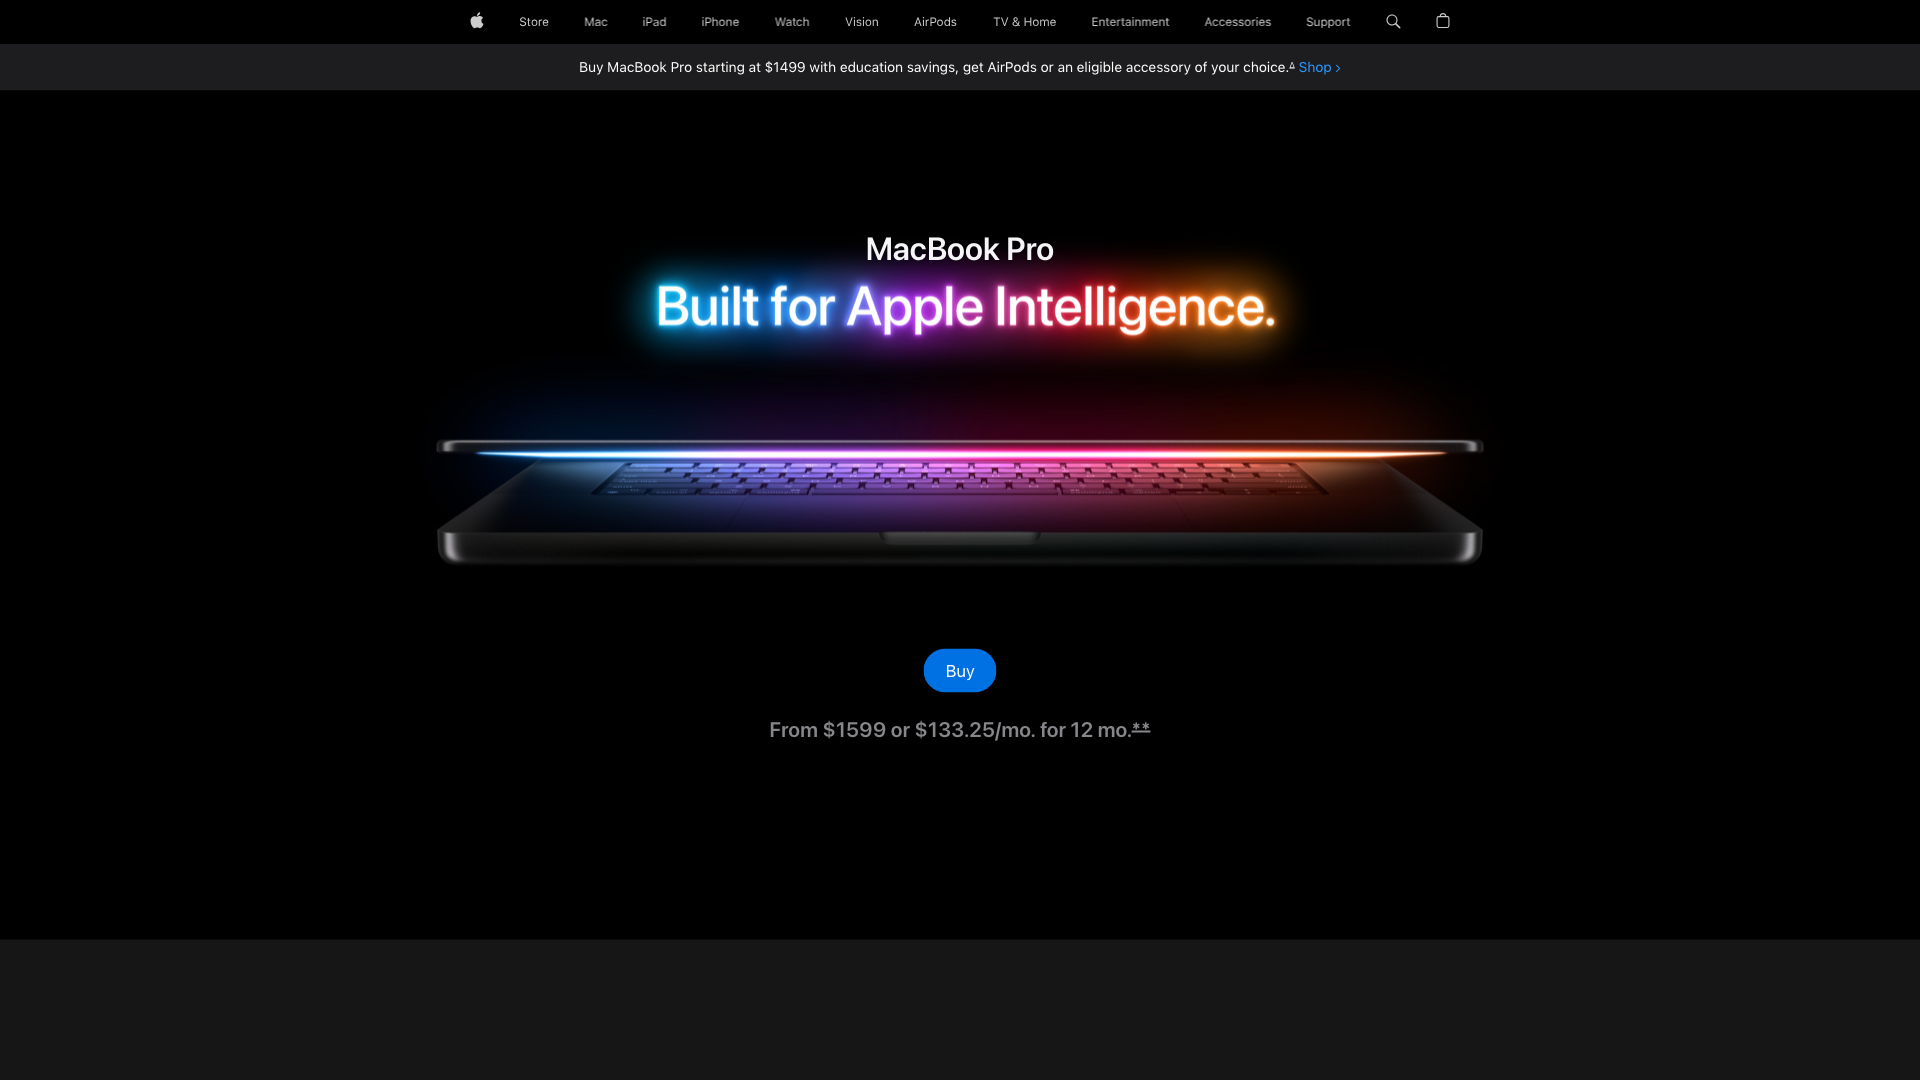 Store Mac iPad iPhone Watch Vision AirPods TV & Home Entertainment Accessories Support
Buy MacBook Pro starting at $1499 with education savings, get AirPods or an eligible accessory of your choice.∆ Shop >
MacBook Pro
Built for Apple Intelligence.
Buy
From $1599 or $133.25/mo. for 12 mo.**